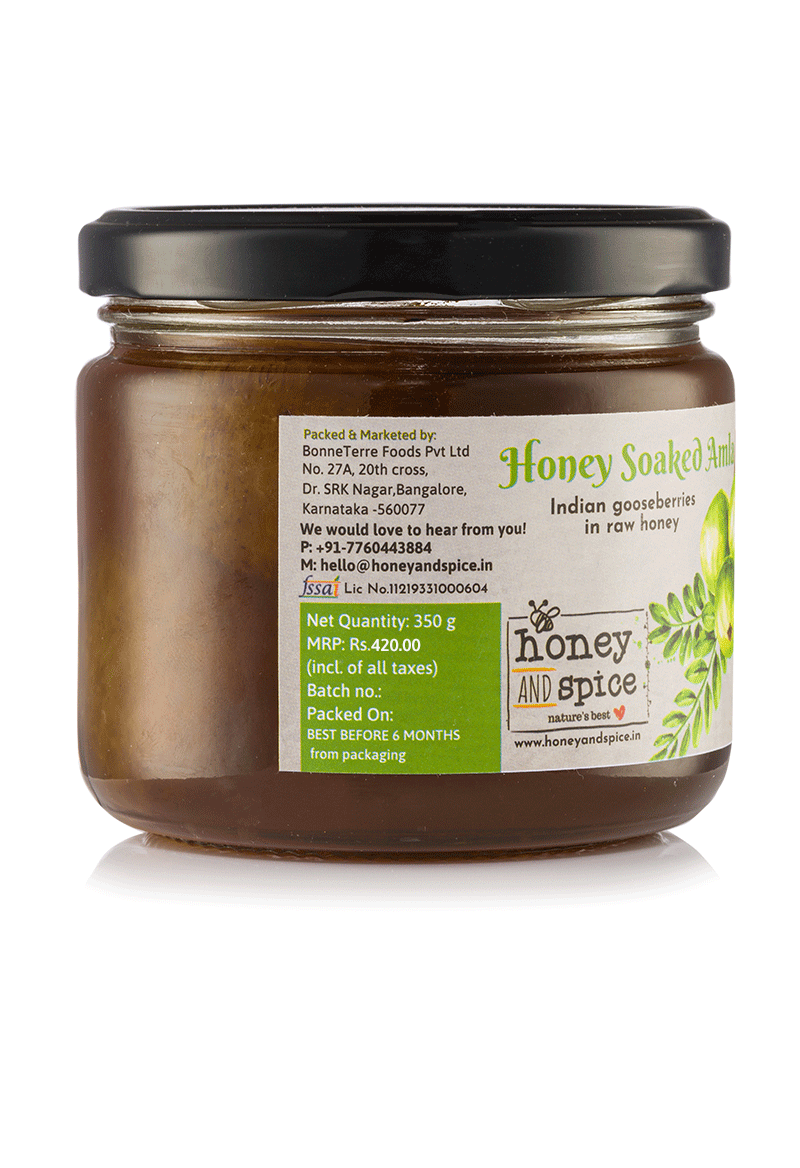 Packed & Marketed by:
BonneTerre Foods Pvt Ltd
No. 27A, 20th cross,
Dr. SRK Nagar,Bangalore,
Karnataka -560077
We would love to hear from you!
P: +91-7760443884
M: hello@honeyandspice.in
fssai Lic No.11219331000604
Net Quantity: 350 g
MRP: Rs.420.00
(incl. of all taxes)
Batch no.:
Packed On:
BEST BEFORE 6 MONTHS
from packaging
Honey Soaked Amla
Indian gooseberries
in raw honey
honey
AND spice
nature's best
www.honeyandspice.in